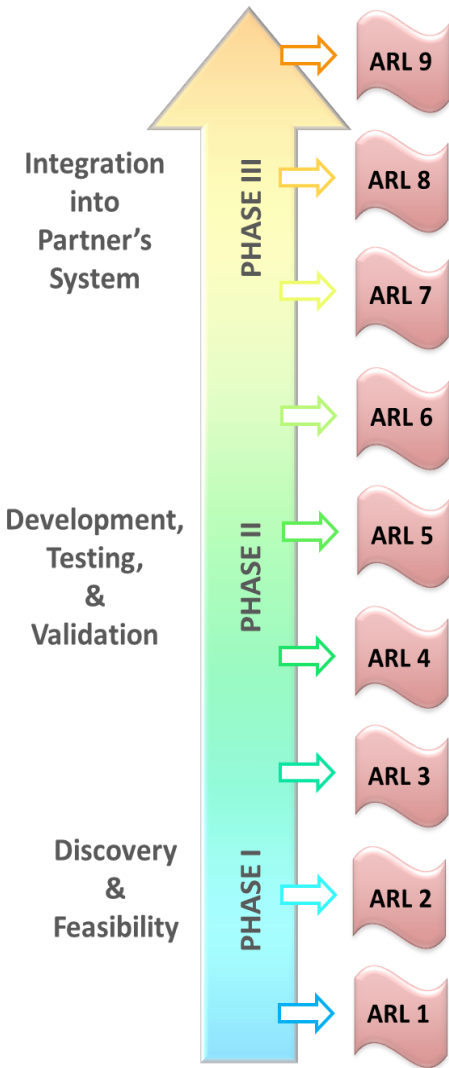 ARL 9
Integration
into
Partner’s
System
PHASE III
ARL 8
ARL 7
ARL 6
Development,
Testing,
&
Validation
PHASE II
ARL 5
ARL 4
ARL 3
Discovery
&
Feasibility
PHASE I
ARL 2
ARL 1